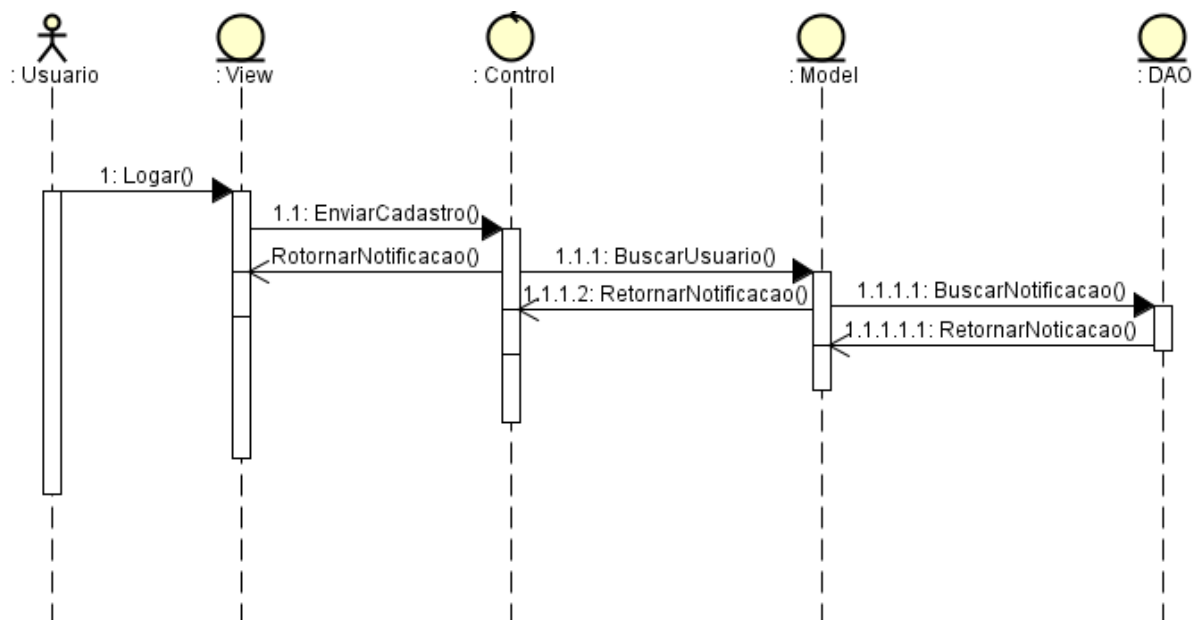 : Usuario
: View
: Control
: Model
: DAO
1: Logar()
1.1: EnviarCadastro()
RotornarNotificacao()
1.1.1: BuscarUsuario()
1.1.1.2: RetornarNotificacao()
1.1.1.1: BuscarNotificacao()
1.1.1.1.1: RetornarNoticacao()